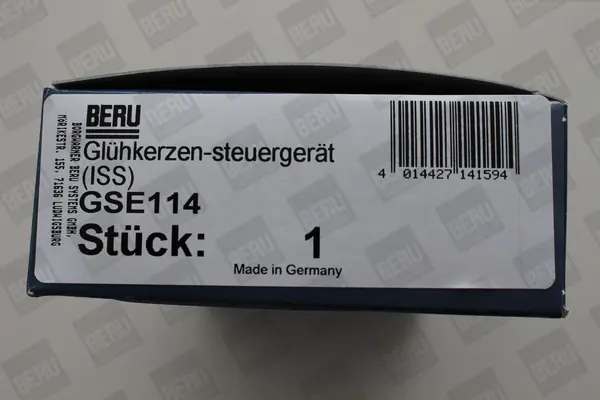 BERU
Glühkerzen-steuergerät
(ISS)
GSE114
Stück: 1
Made in Germany
4 014427 141594
BORGWARNER BERU SYSTEMS GMBH,
MÖRIKESTR. 155, 71636 LUDWIGSBURG